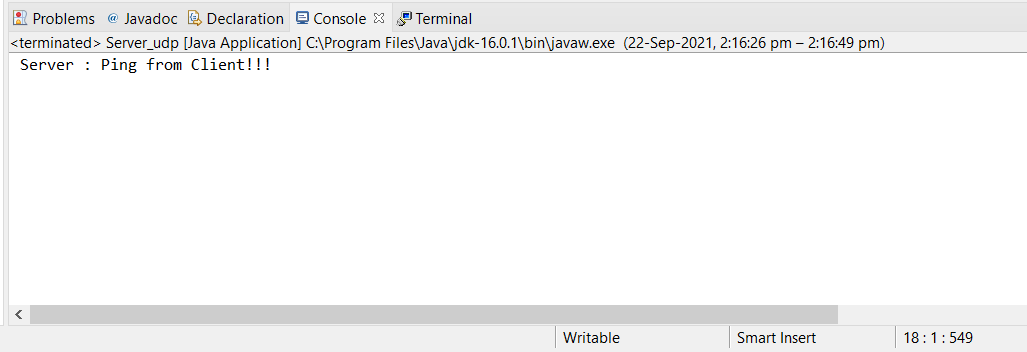 Problems @ Javadoc Declaration Console Terminal
<terminated> Server_udp [Java Application] C:\Program Files\Java\jdk-16.0.1\bin\javaw.exe (22-Sep-2021, 2:16:26 pm – 2:16:49 pm)
Server : Ping from Client!!!
Writable Smart Insert 18 : 1 : 549